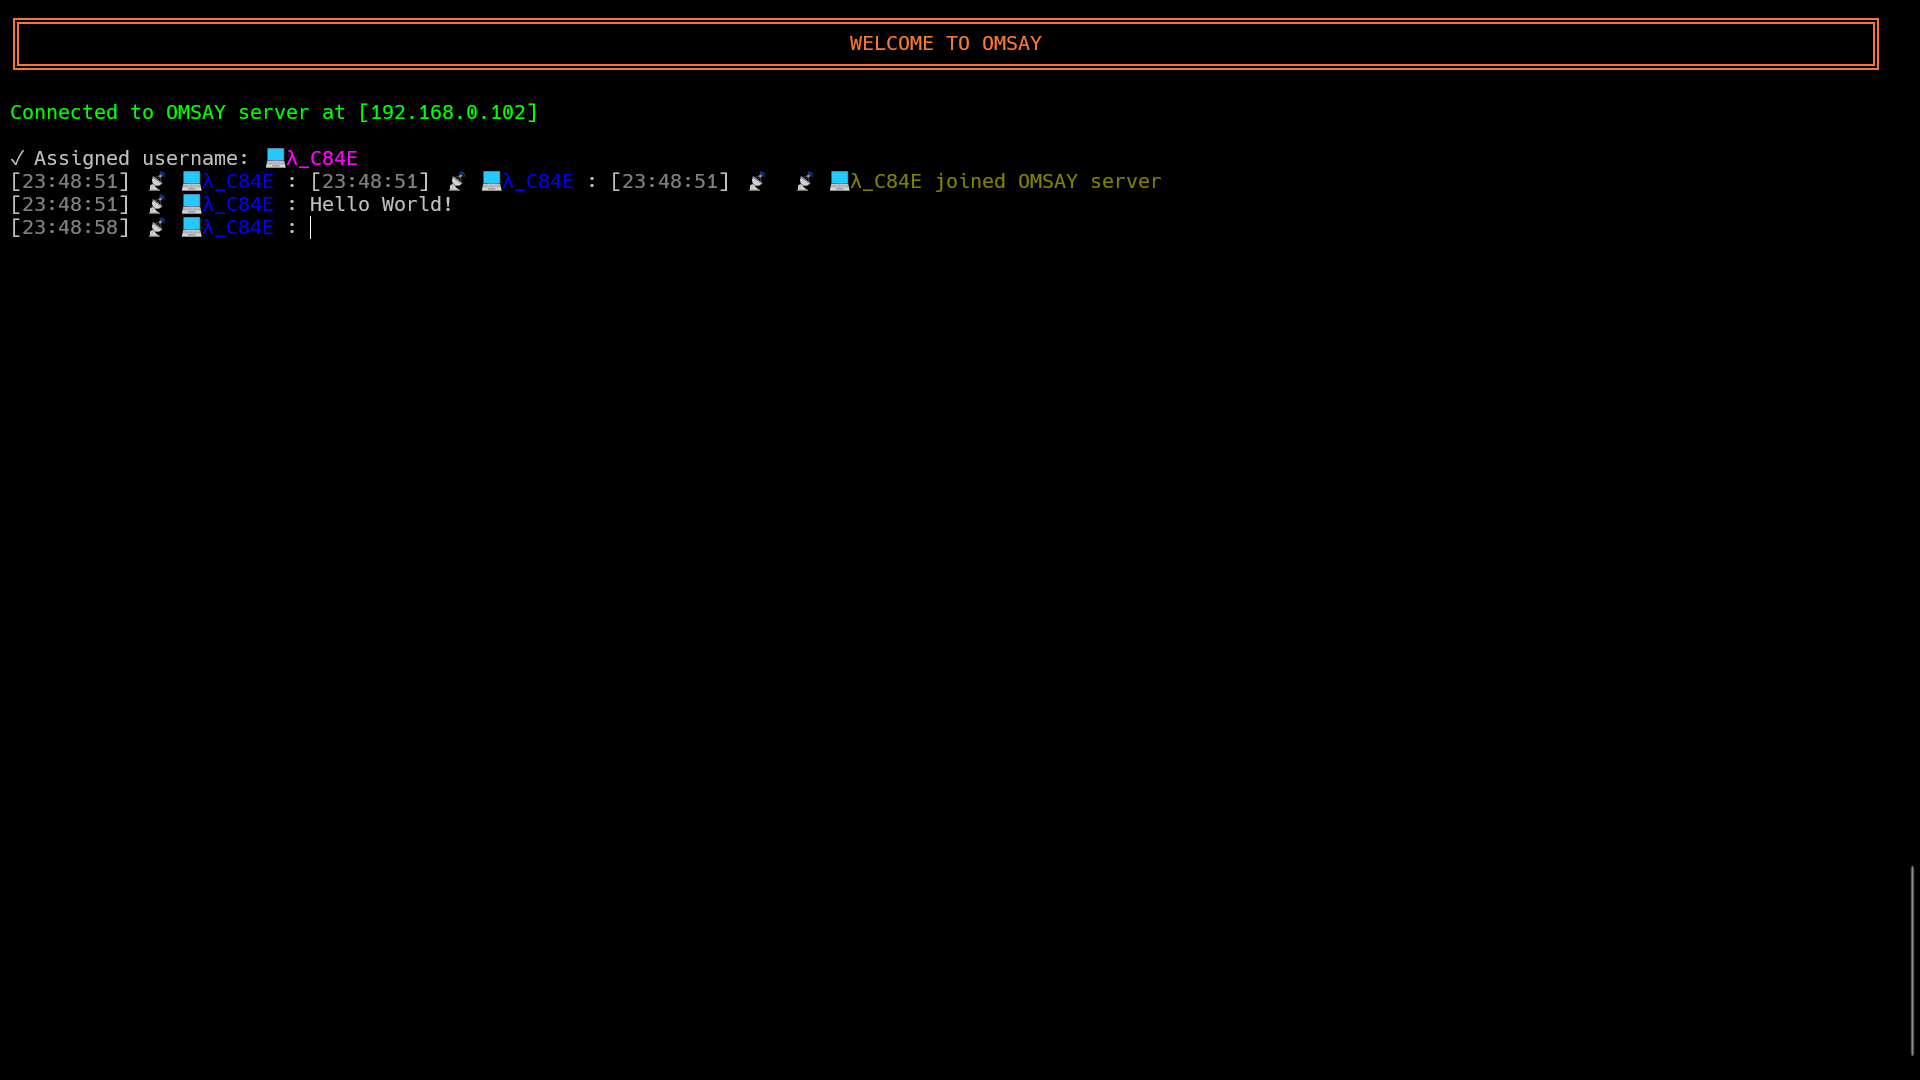 WELCOME TO OMSAY
Connected to OMSAY server at [192.168.0.102]
✓ Assigned username: 💻λ_C84E
[23:48:51] 📡 💻λ_C84E : [23:48:51] 📡 💻λ_C84E : [23:48:51] 📡  📡 💻λ_C84E joined OMSAY server
[23:48:51] 📡 💻λ_C84E : Hello World!
[23:48:58] 📡 💻λ_C84E :